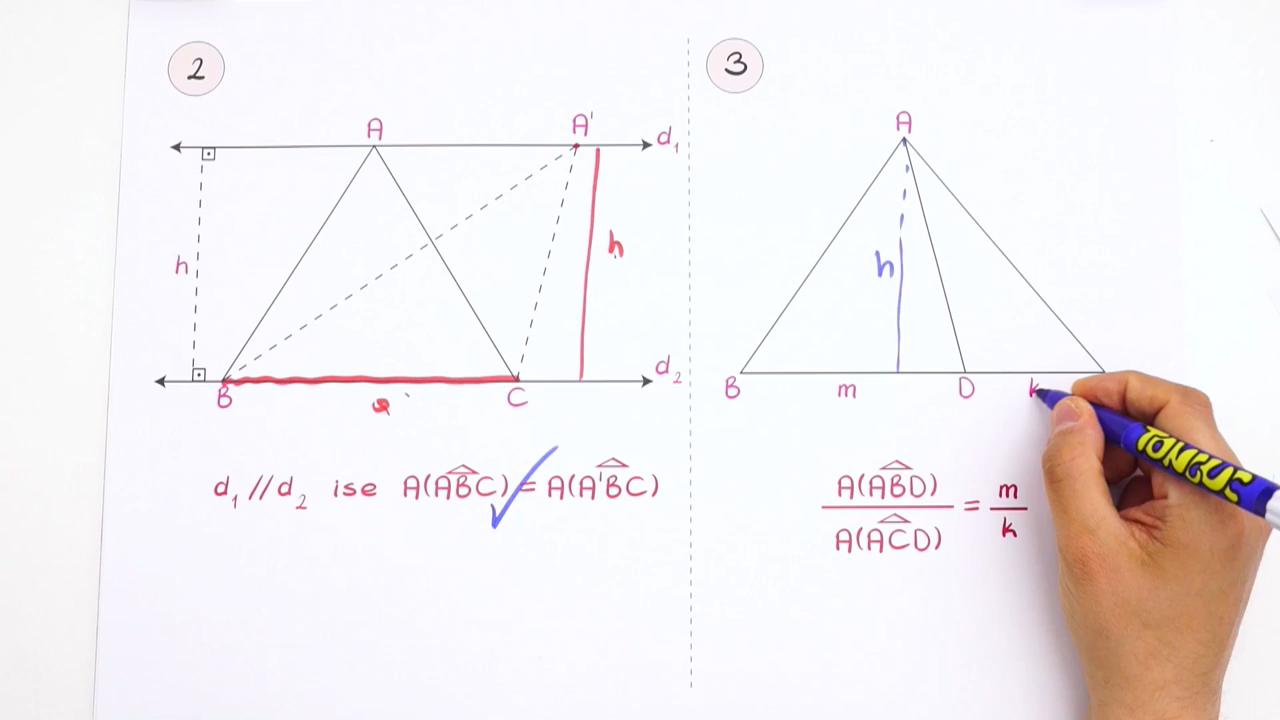 2
A A' d₁
h h
B C d₂
a
d₁ // d₂ ise A(ABC) = A(A'BC)
3
A
h
B m D k
A(ABD)
A(ACD)
= m
k
TONGUÇ